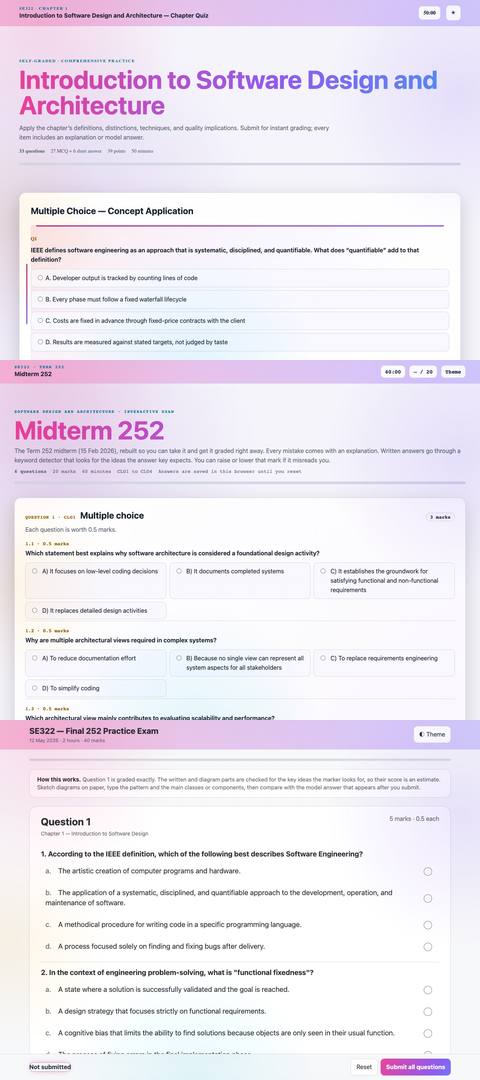 SE322 · CHAPTER 1
Introduction to Software Design and Architecture — Chapter Quiz
50:00
SELF-GRADED · COMPREHENSIVE PRACTICE
Introduction to Software Design and
Architecture
Apply the chapter's definitions, distinctions, techniques, and quality implications. Submit for instant grading; every
item includes an explanation or model answer.
33 questions 27 MCQ + 6 short answer 39 points 50 minutes
Multiple Choice — Concept Application
Q1
IEEE defines software engineering as an approach that is systematic, disciplined, and quantifiable. What does “quantifiable” add to that
definition?
A. Developer output is tracked by counting lines of code
B. Every phase must follow a fixed waterfall lifecycle
C. Costs are fixed in advance through fixed-price contracts with the client
D. Results are measured against stated targets, not judged by taste
SE322 · TERM 252
Midterm 252
60:00
— / 20
Theme
SOFTWARE DESIGN AND ARCHITECTURE · INTERACTIVE EXAM
Midterm 252
The Term 252 midterm (15 Feb 2026), rebuilt so you can take it and get it graded right away. Every mistake comes with an explanation. Written answers go through a
keyword detector that looks for the ideas the answer key expects. You can raise or lower that mark if it misreads you.
6 questions 20 marks 60 minutes CLO1 to CLO4 Answers are saved in this browser until you reset
QUESTION 1 · CLO1 Multiple choice
3 marks
Each question is worth 0.5 marks.
1.1 · 0.5 marks
Which statement best explains why software architecture is considered a foundational design activity?
A) It focuses on low-level coding decisions
B) It documents completed systems
C) It establishes the groundwork for
satisfying functional and non-functional
requirements
D) It replaces detailed design activities
1.2 · 0.5 marks
Why are multiple architectural views required in complex systems?
A) To reduce documentation effort
B) Because no single view can represent all
system aspects for all stakeholders
C) To replace requirements engineering
D) To simplify coding
1.3 · 0.5 marks
Which architectural view mainly contributes to evaluating scalability and performance?
SE322 — Final 252 Practice Exam
12 May 2026 · 2 hours · 40 marks
Theme
How this works. Question 1 is graded exactly. The written and diagram parts are checked for the key ideas the marker looks for, so their score is an estimate.
Sketch diagrams on paper, type the pattern and the main classes or components, then compare with the model answer that appears after you submit.
Question 1
5 marks · 0.5 each
Chapter 1 — Introduction to Software Design
1. According to the IEEE definition, which of the following best describes Software Engineering?
a. The artistic creation of computer programs and hardware.
b. The application of a systematic, disciplined, and quantifiable approach to the development, operation, and
maintenance of software.
c. A methodical procedure for writing code in a specific programming language.
d. A process focused solely on finding and fixing bugs after delivery.
2. In the context of engineering problem-solving, what is "functional fixedness"?
a. A state where a solution is successfully validated and the goal is reached.
b. A design strategy that focuses strictly on functional requirements.
c. A cognitive bias that limits the ability to find solutions because objects are only seen in their usual function.
Not submitted
Reset
Submit all questions